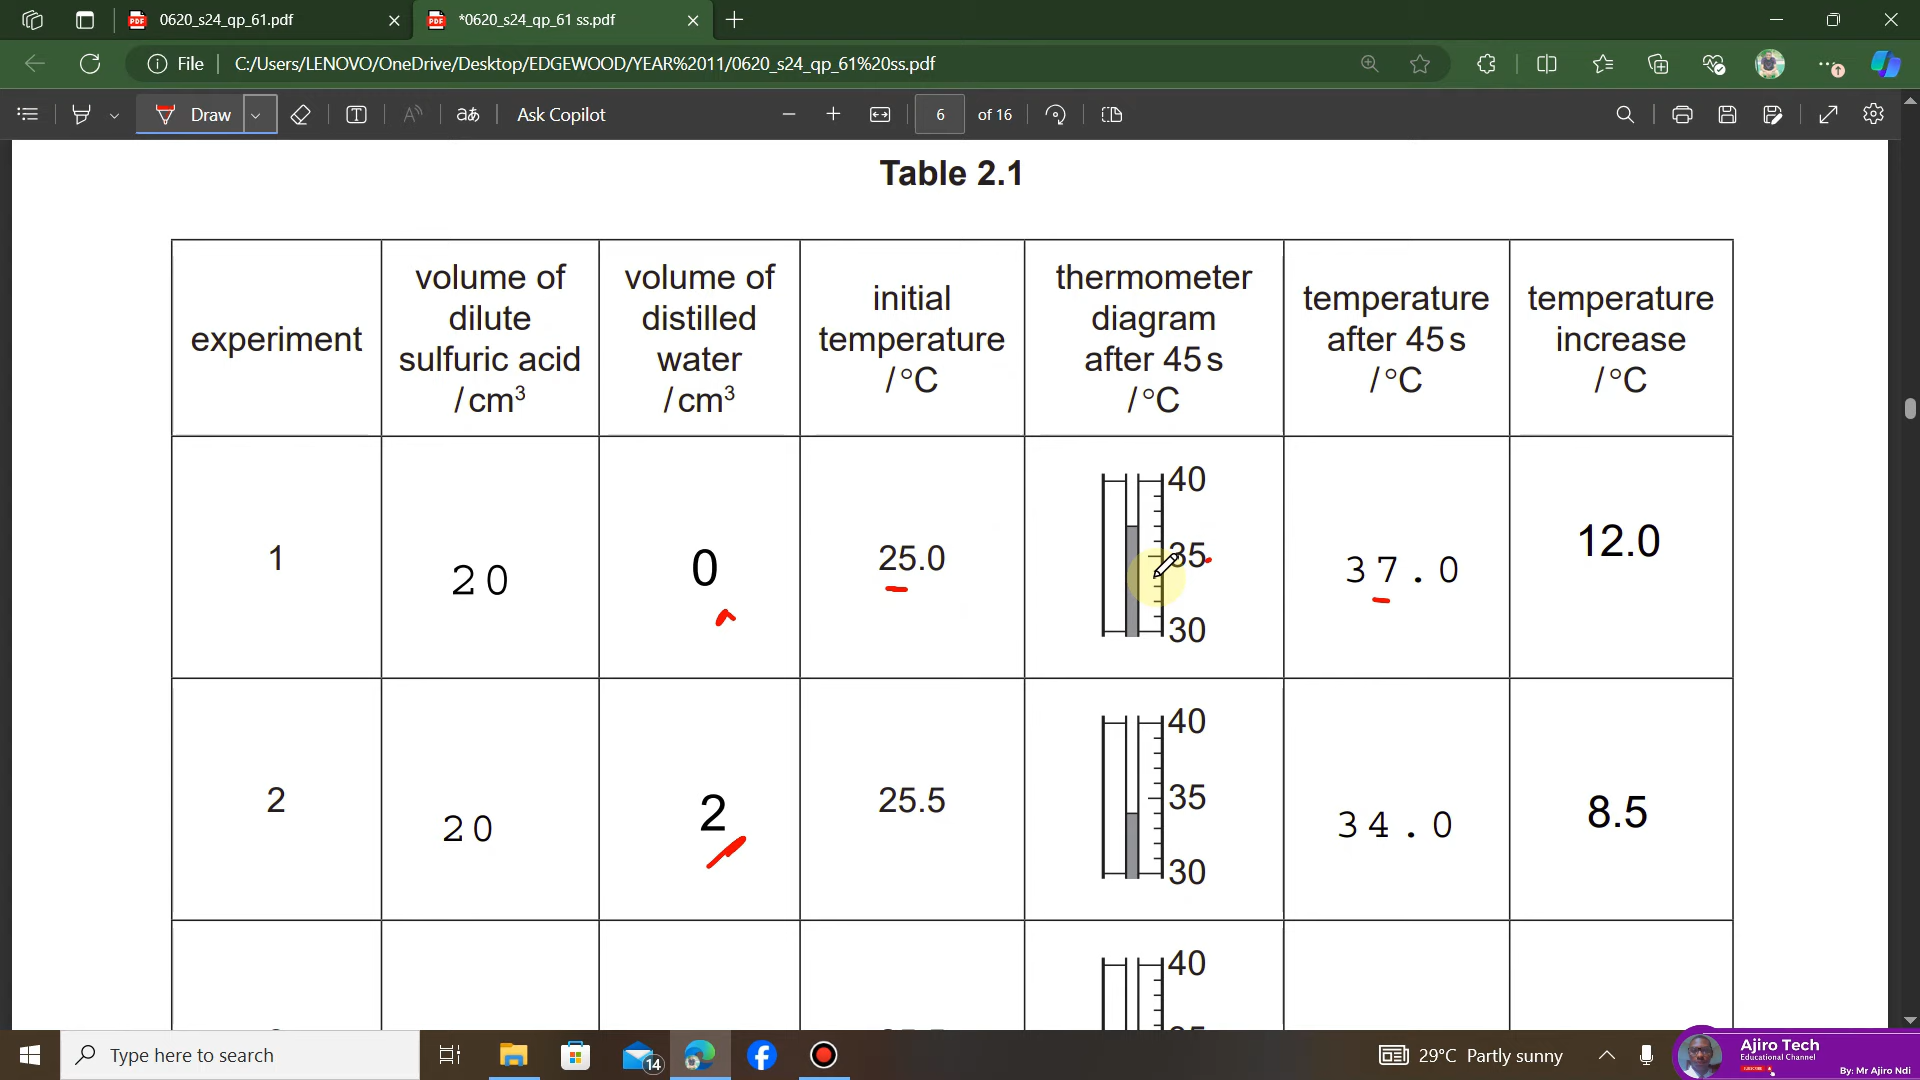 0620_s24_qp_61.pdf
*0620_s24_qp_61 ss.pdf
File
C:/Users/LENOVO/OneDrive/Desktop/EDGEWOOD/YEAR%2011/0620_s24_qp_61%20ss.pdf
Draw
aあ
Ask Copilot
6 of 16
Table 2.1
experiment
volume of
dilute
sulfuric acid
/cm³
volume of
distilled
water
/cm³
initial
temperature
/°C
thermometer
diagram
after 45 s
/°C
temperature
after 45 s
/°C
temperature
increase
/°C
1
20
0
25.0
40
35
30
37.0
12.0
2
20
2
25.5
40
35
30
34.0
8.5
40
Type here to search
14
29°C Partly sunny
Ajiro Tech
Educational Channel
SUBSCRIBE
By: Mr Ajiro Ndi